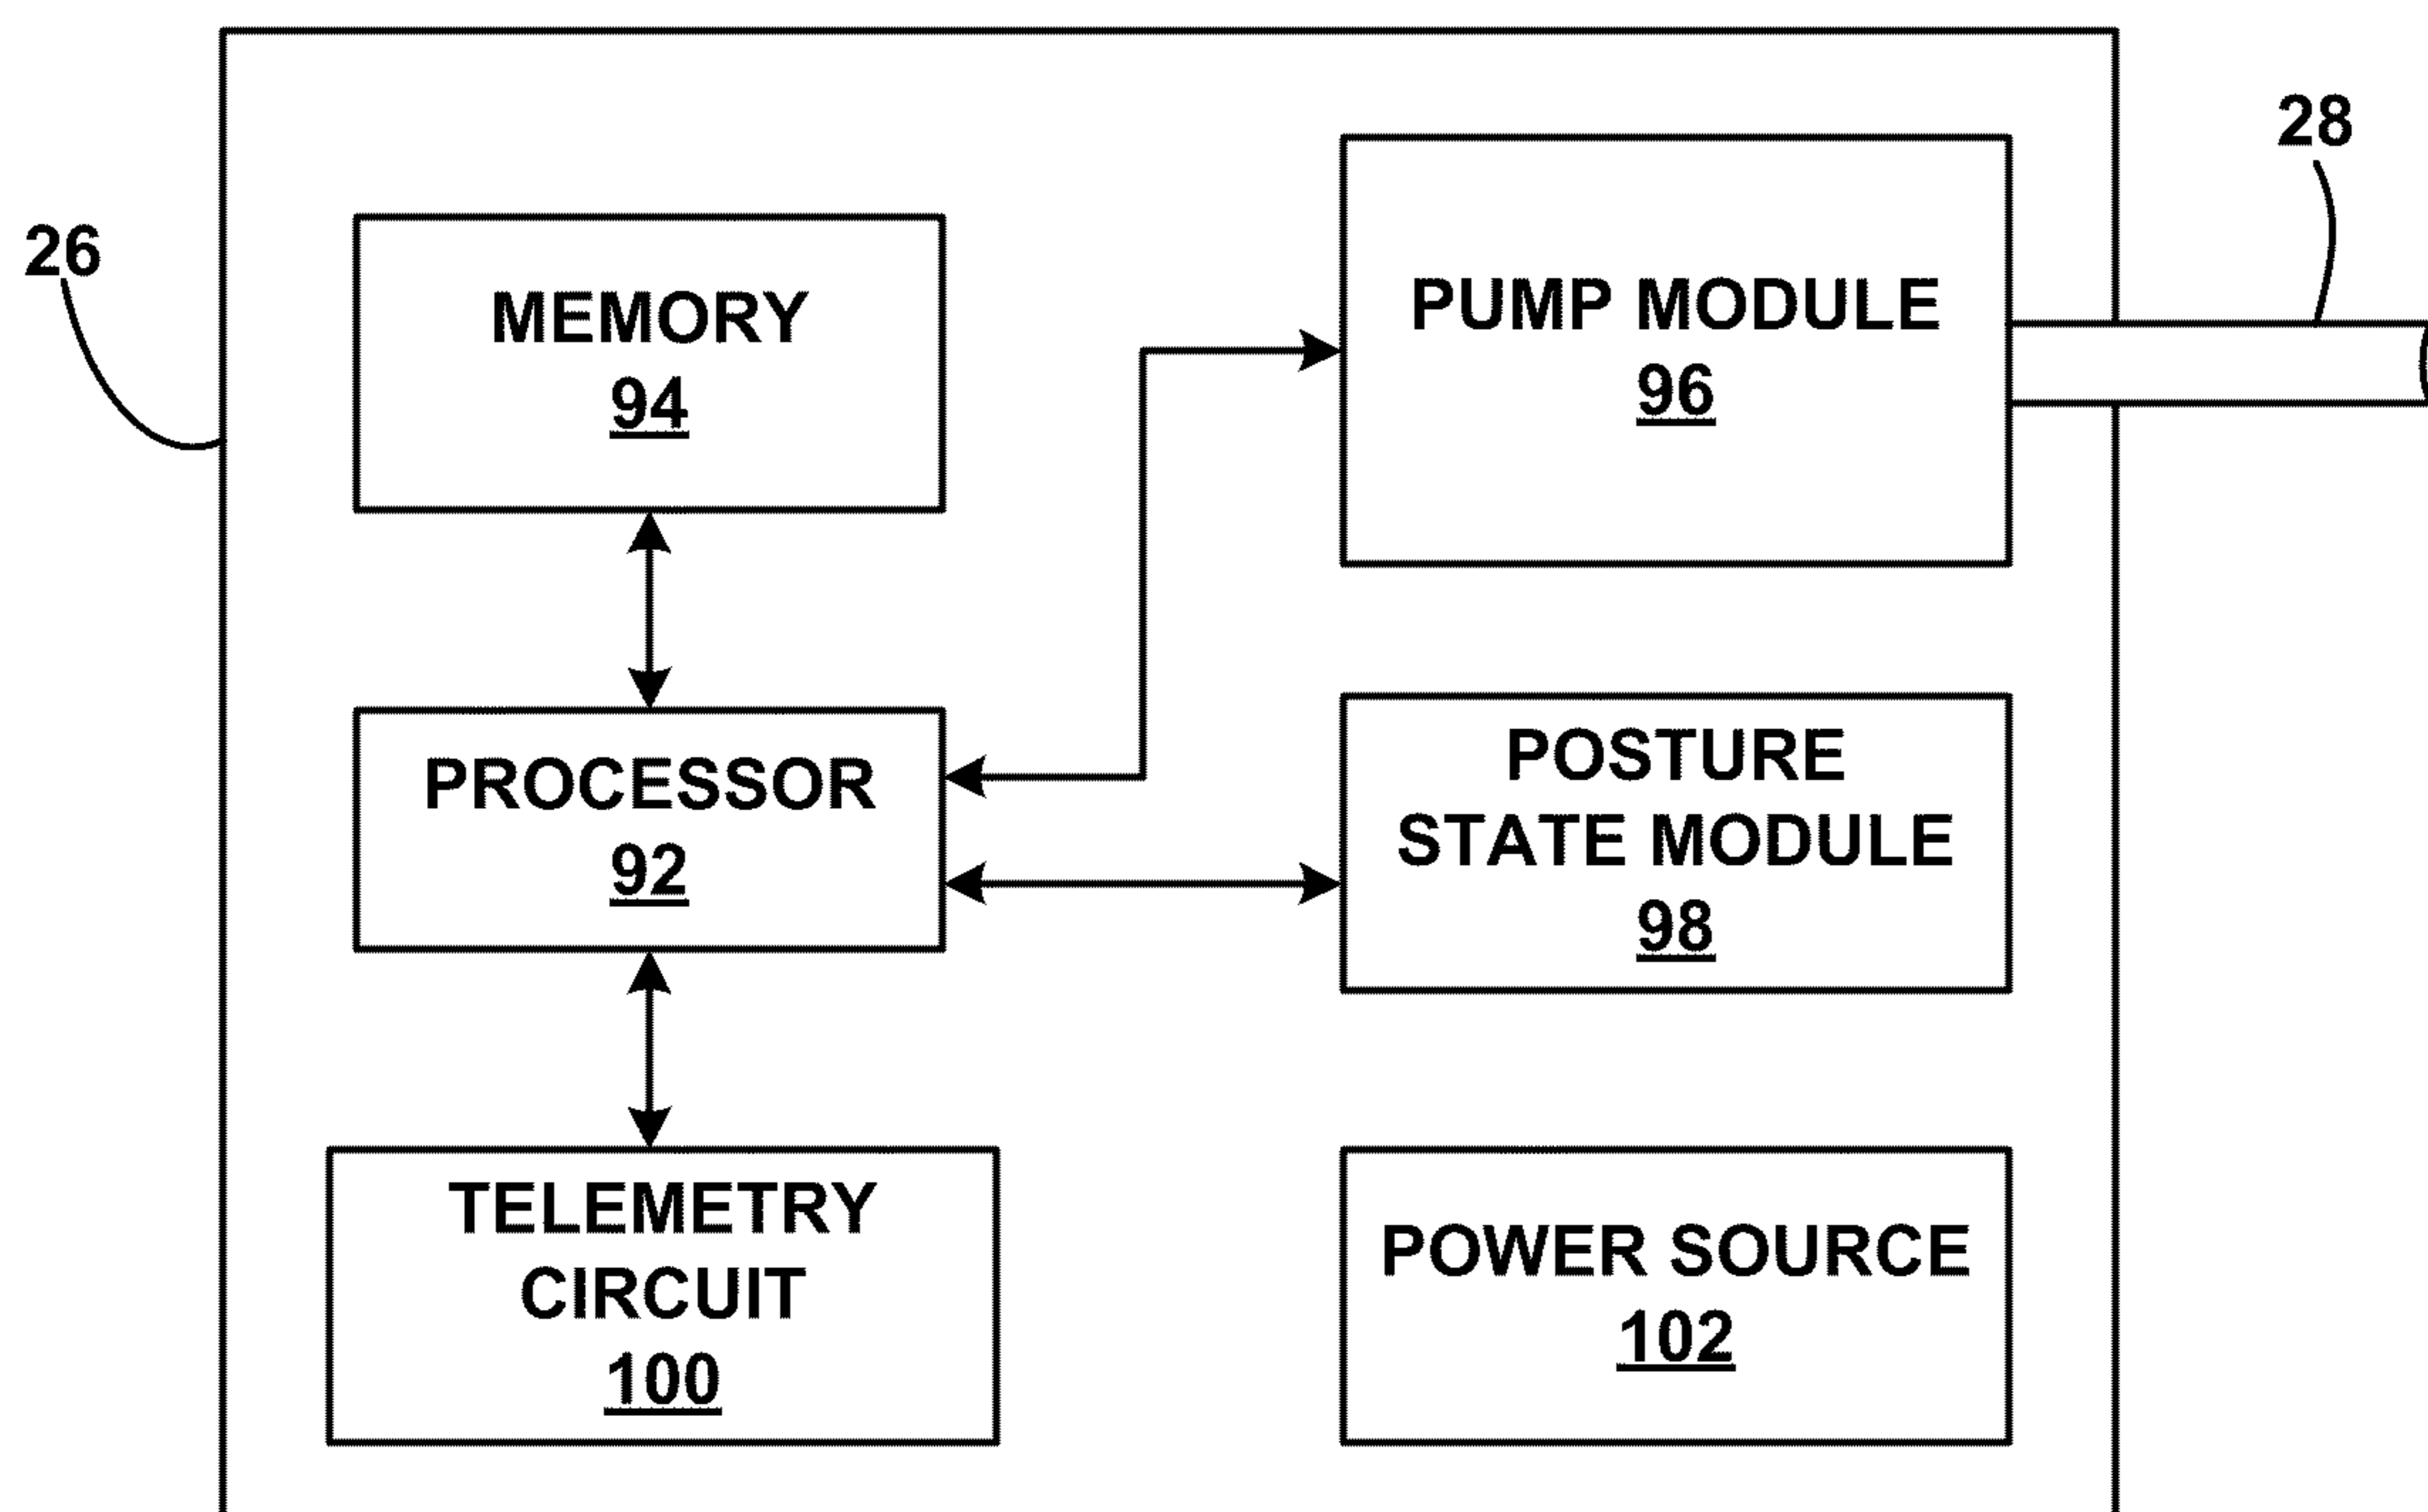 28
26
MEMORY
94
PUMP MODULE
96
PROCESSOR
92
POSTURE
STATE MODULE
98
TELEMETRY
CIRCUIT
100
POWER SOURCE
102